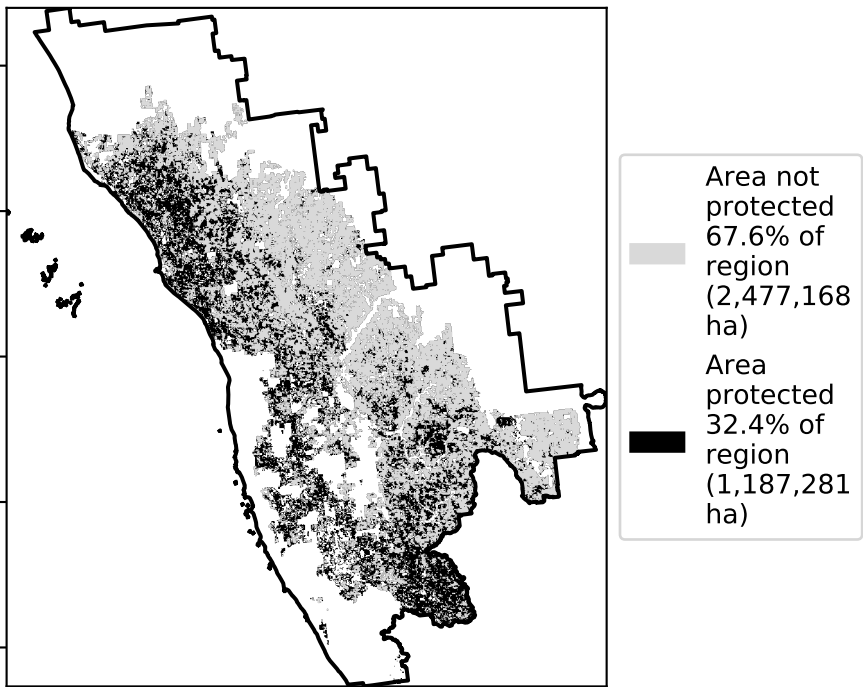 Area not
protected
67.6% of
region
(2,477,168
ha)
Area
protected
32.4% of
region
(1,187,281
ha)